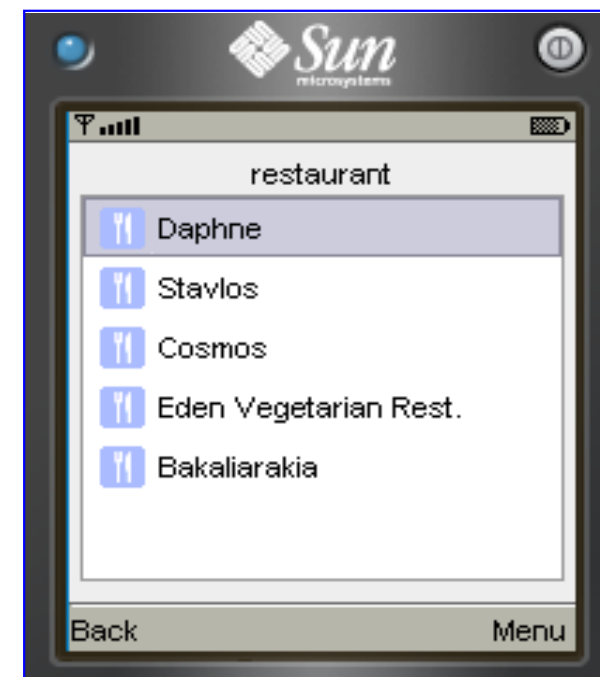 Sun
microsystems
restaurant
Daphne
Stavlos
Cosmos
Eden Vegetarian Rest.
Bakaliarakia
Back Menu